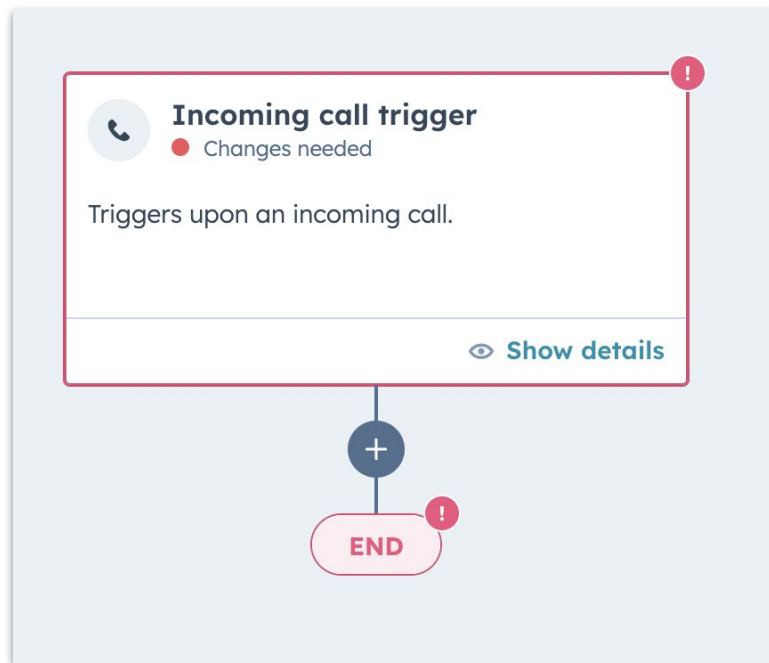 !
Incoming call trigger
Changes needed
Triggers upon an incoming call.
Show details
+
!
END